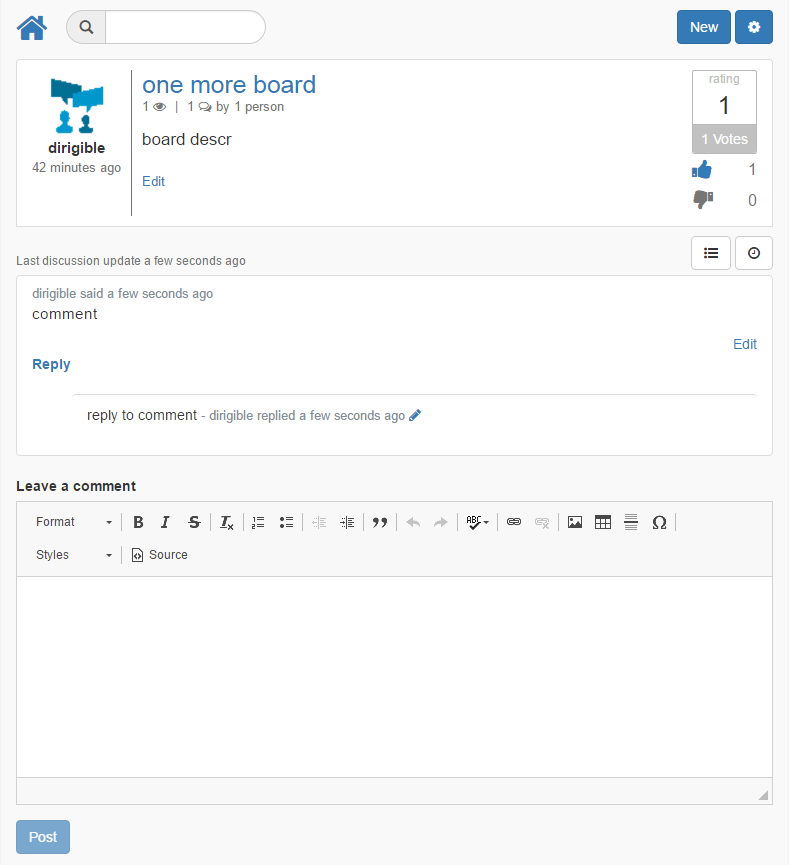 New
one more board
1 | 1 by 1 person
rating
1
1 Votes
board descr
dirigible
42 minutes ago
Edit
1
0
Last discussion update a few seconds ago
dirigible said a few seconds ago
comment
Edit
Reply
reply to comment - dirigible replied a few seconds ago
Leave a comment
Format B I S Tx ABC Ω
Styles Source
Post